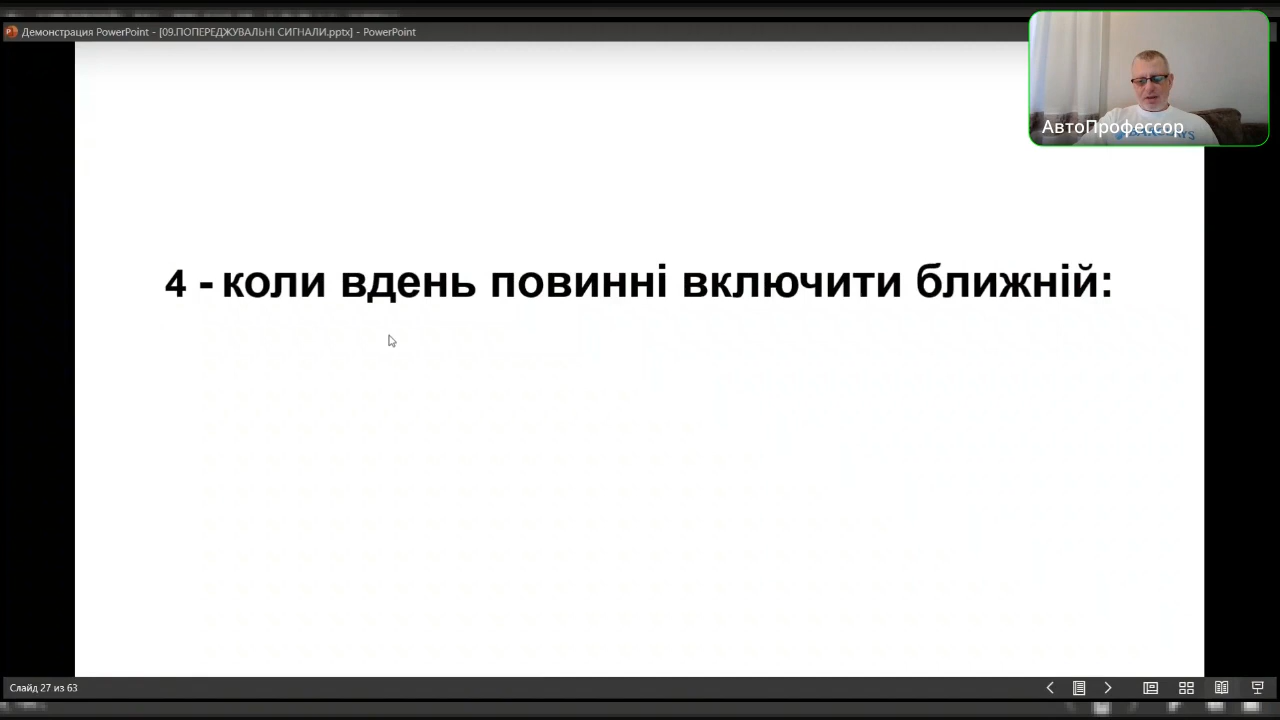 Демонстрация PowerPoint - [09.ПОПЕРЕДЖУВАЛЬНІ СИГНАЛИ.pptx] - PowerPoint
АвтоПрофессор
4 - коли вдень повинні включити ближній:
Слайд 27 из 63